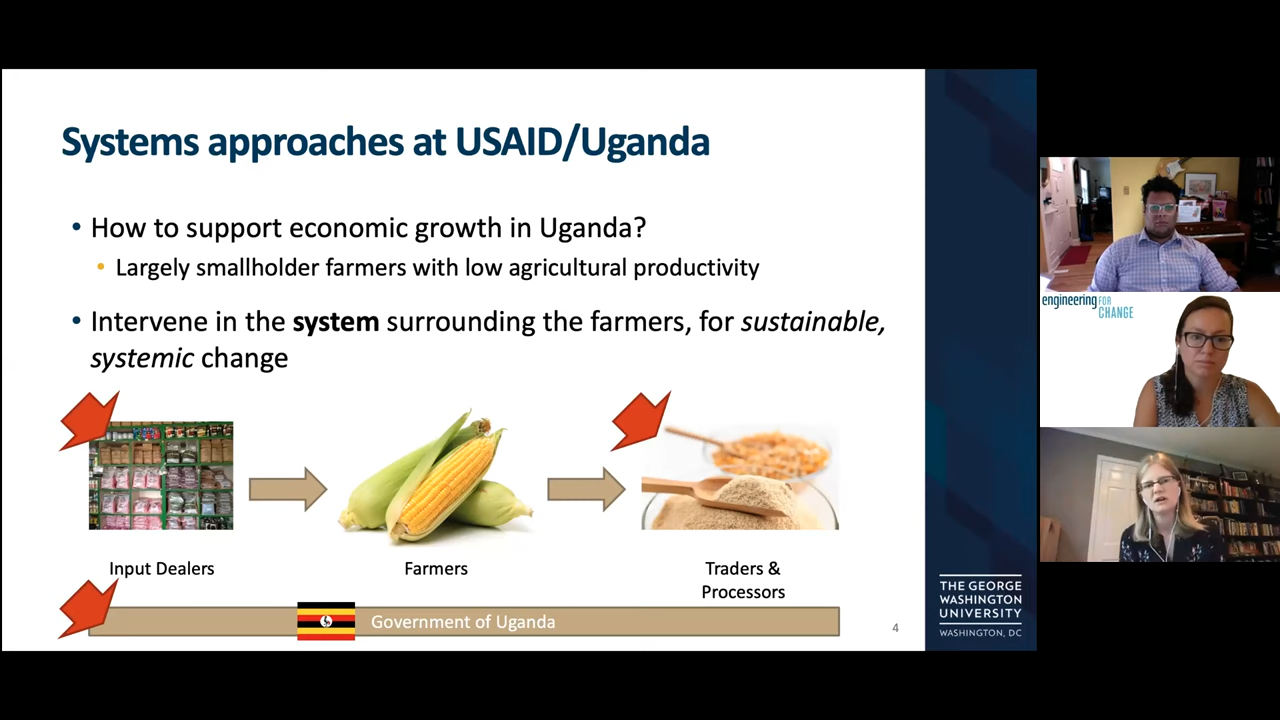 Systems approaches at USAID/Uganda
• How to support economic growth in Uganda?
• Largely smallholder farmers with low agricultural productivity
• Intervene in the system surrounding the farmers, for sustainable,
systemic change
Input Dealers
Farmers
Traders &
Processors
Government of Uganda
4
THE GEORGE
WASHINGTON
UNIVERSITY
WASHINGTON, DC
engineering FOR
CHANGE